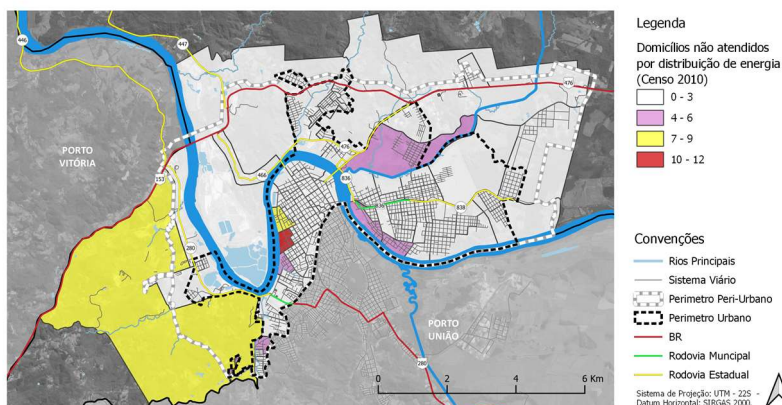 446
447
476
PORTO
VITÓRIA
153
476
466
836
836
838
280
PORTO
UNIÃO
280
0 2 4 6 Km
Legenda
Domicílios não atendidos
por distribuição de energia
(Censo 2010)
0 - 3
4 - 6
7 - 9
10 - 12
Convenções
Rios Principais
Sistema Viário
Perimetro Peri-Urbano
Perimetro Urbano
BR
Rodovia Muncipal
Rodovia Estadual
Sistema de Projeção: UTM - 22S -
Datum Horizontal: SIRGAS 2000.